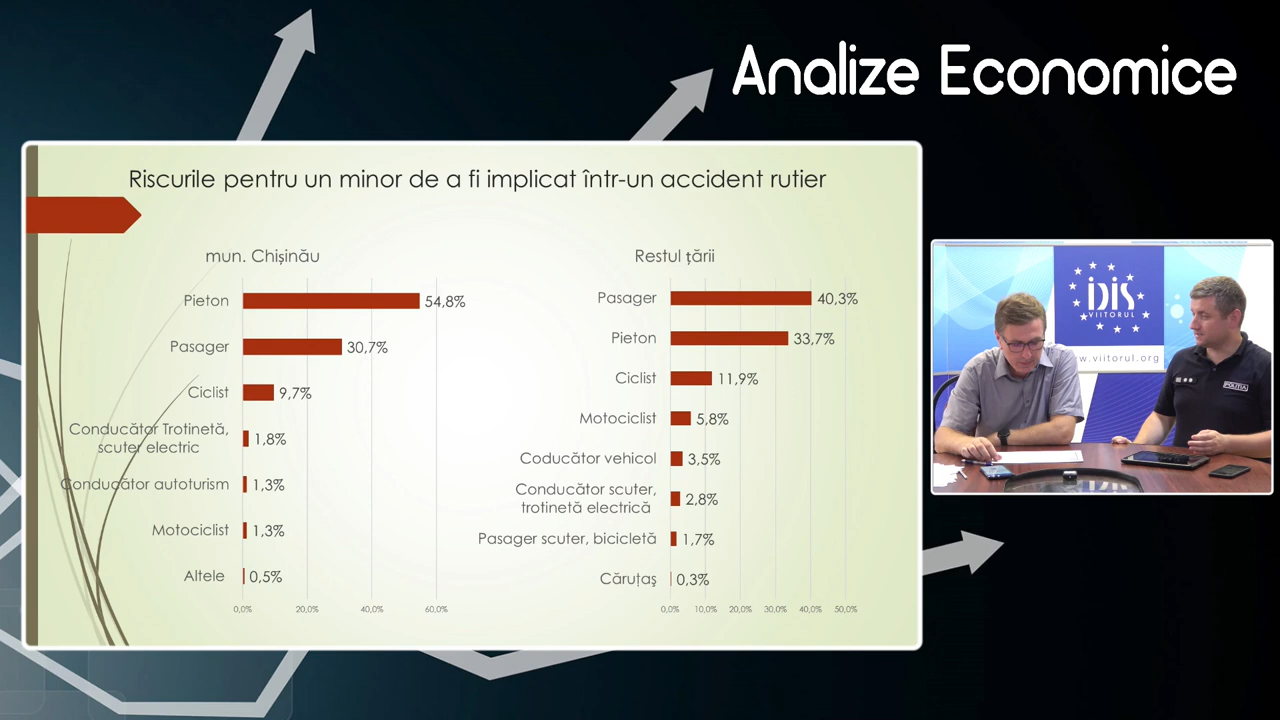 Analize Economice
Riscurile pentru un minor de a fi implicat într-un accident rutier
mun. Chișinău
Pieton 54,8%
Pasager 30,7%
Ciclist 9,7%
Conducător Trotinetă,
scuter electric 1,8%
Conducător autoturism 1,3%
Motociclist 1,3%
Altele 0,5%
0,0% 20,0% 40,0% 60,0%
Restul țării
Pasager 40,3%
Pieton 33,7%
Ciclist 11,9%
Motociclist 5,8%
Coducător vehicol 3,5%
Conducător scuter,
trotinetă electrică 2,8%
Pasager scuter, bicicletă 1,7%
Căruțaș 0,3%
0,0% 10,0% 20,0% 30,0% 40,0% 50,0%
IDIS
VIITORUL
w.viitorul.org
POLIȚIA